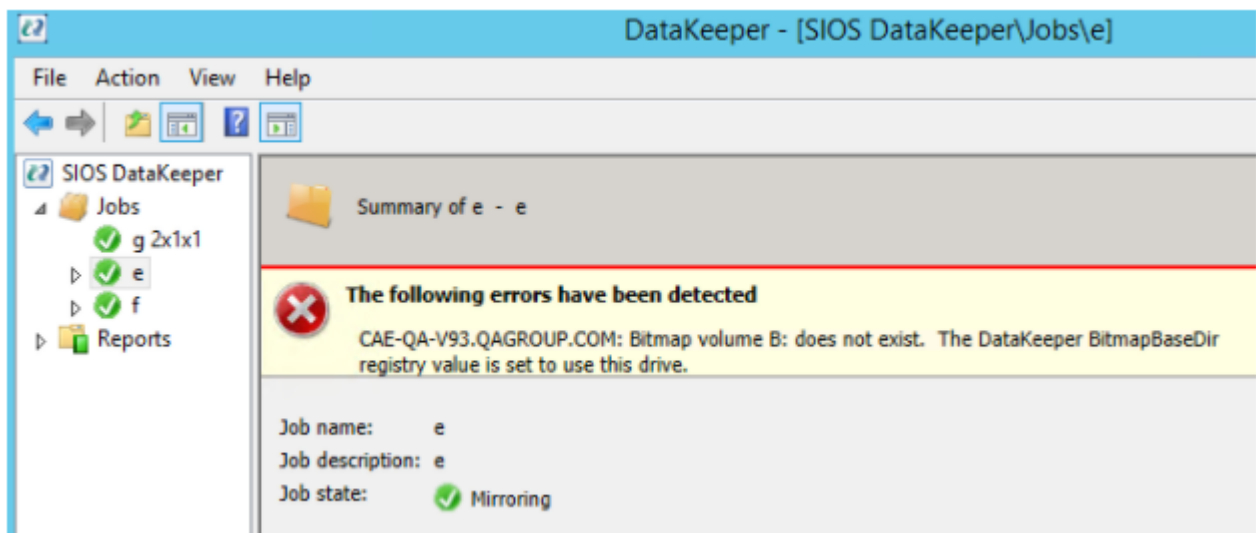 DataKeeper - [SIOS DataKeeper\Jobs\e]
File Action View Help
SIOS DataKeeper
Jobs
g 2x1x1
e
f
Reports
Summary of e - e
The following errors have been detected
CAE-QA-V93.QAGROUP.COM: Bitmap volume B: does not exist. The DataKeeper BitmapBaseDir
registry value is set to use this drive.
Job name: e
Job description: e
Job state: Mirroring